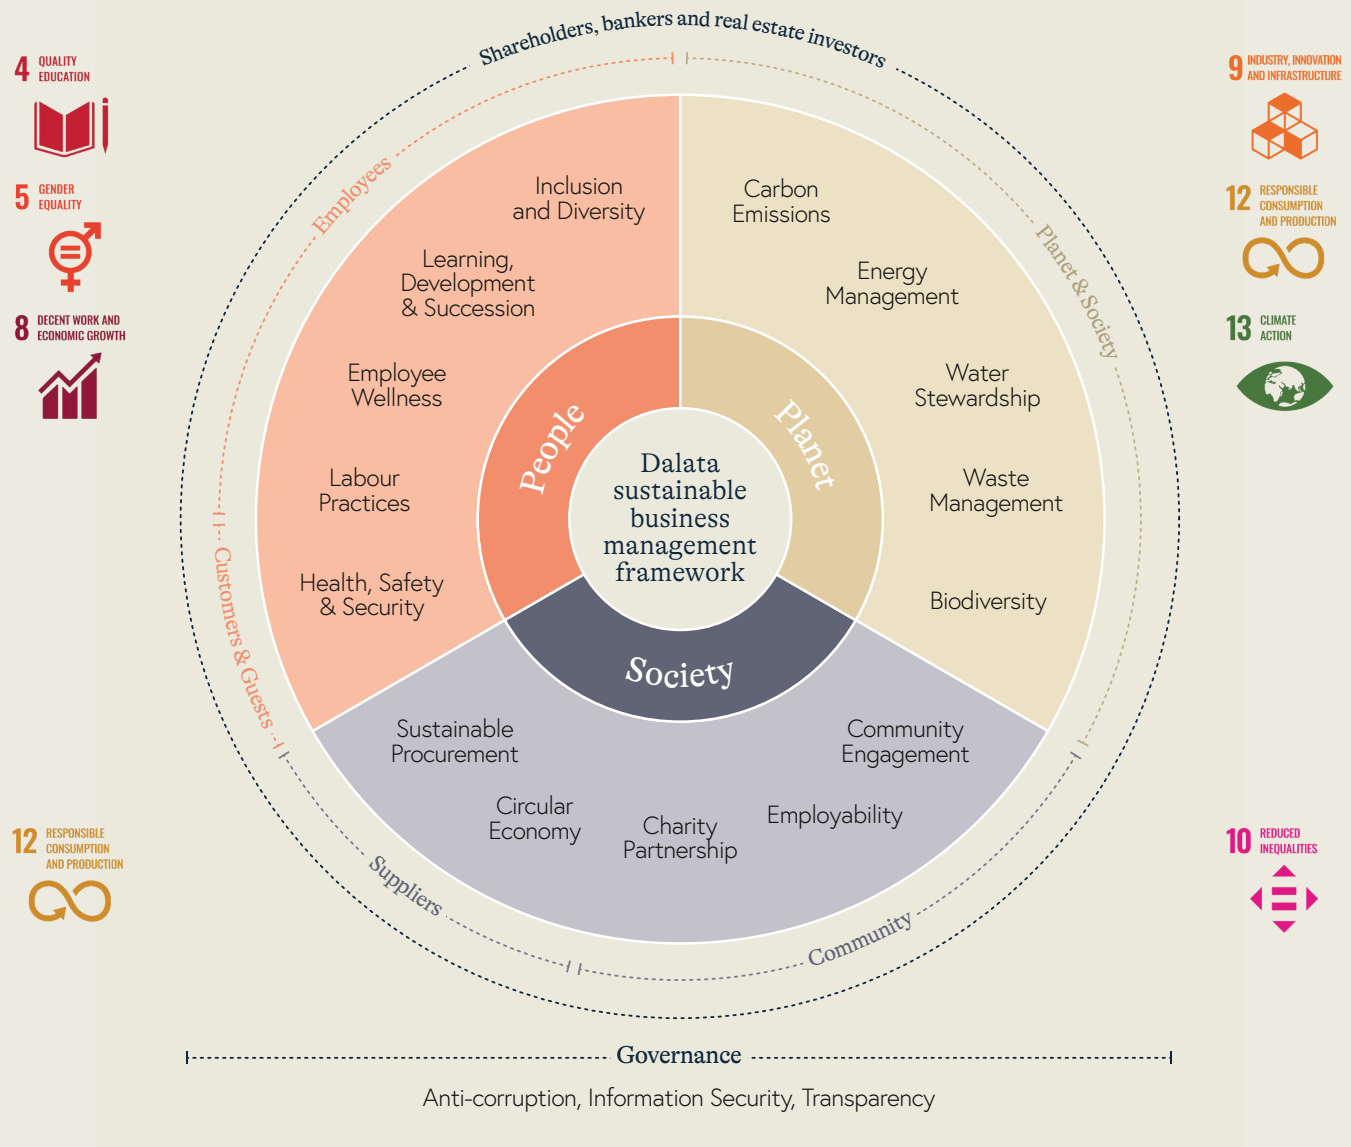 Shareholders, bankers and real estate investors
4 QUALITY
EDUCATION
5 GENDER
EQUALITY
8 DECENT WORK AND
ECONOMIC GROWTH
9 INDUSTRY, INNOVATION
AND INFRASTRUCTURE
12 RESPONSIBLE
CONSUMPTION
AND PRODUCTION
13 CLIMATE
ACTION
Employees
Planet & Society
Customers & Guests
Inclusion
and Diversity
Learning,
Development
& Succession
Employee
Wellness
Labour
Practices
Health, Safety
& Security
Carbon
Emissions
Energy
Management
Water
Stewardship
Waste
Management
Biodiversity
People
Planet
Society
Dalata
sustainable
business
management
framework
Sustainable
Procurement
Circular
Economy
Charity
Partnership
Employability
Community
Engagement
Suppliers
Community
12 RESPONSIBLE
CONSUMPTION
AND PRODUCTION
10 REDUCED
INEQUALITIES
Governance
Anti-corruption, Information Security, Transparency